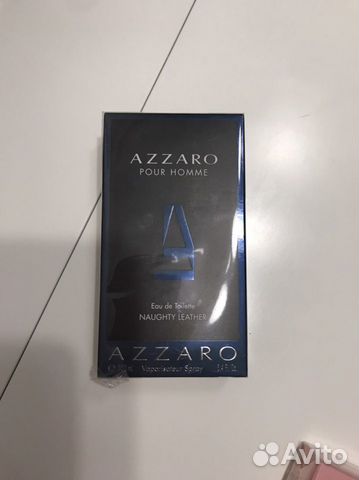 AZZARO
POUR HOMME
Eau de Toilette
NAUGHTY LEATHER
AZZARO
Vaporisateur Spray
Avito